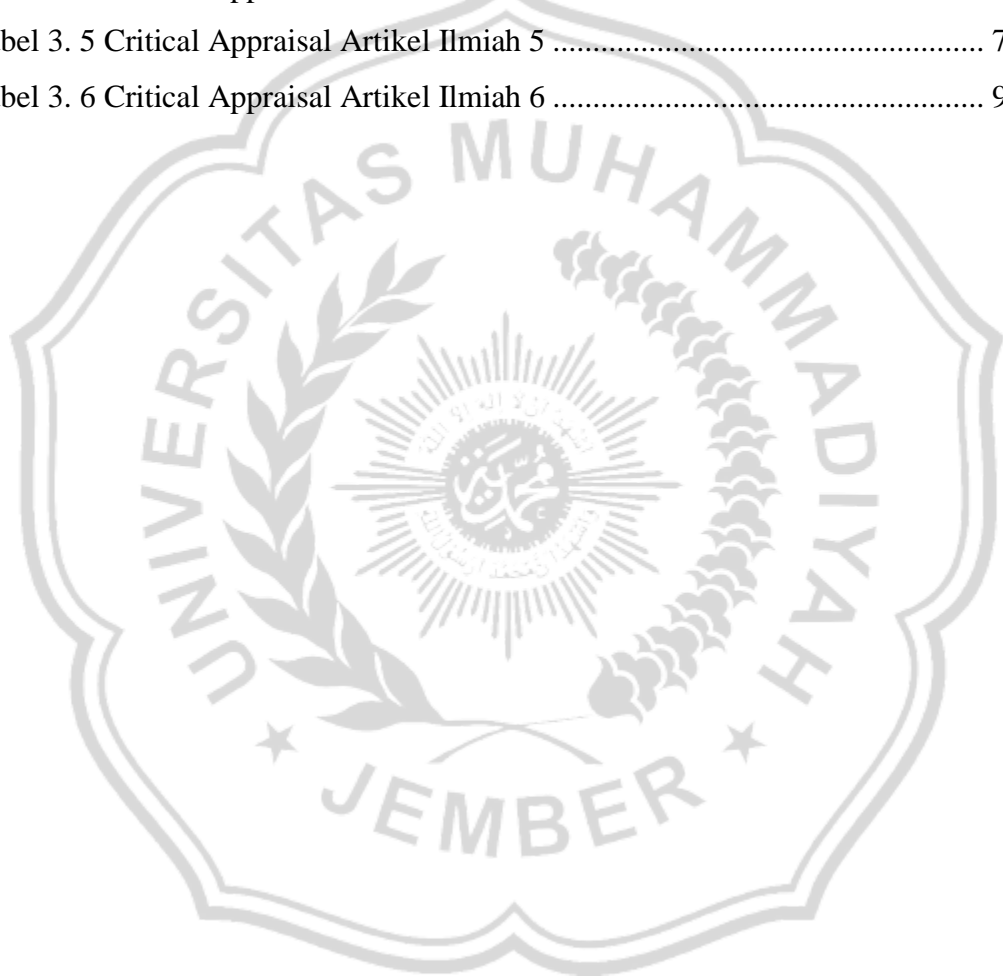 bel 3. 5 Critical Appraisal Artikel Ilmiah 5 ...................................................... 7
bel 3. 6 Critical Appraisal Artikel Ilmiah 6 ...................................................... 9
UNIVERSITAS MUHAMMADIYAH
JEMBER